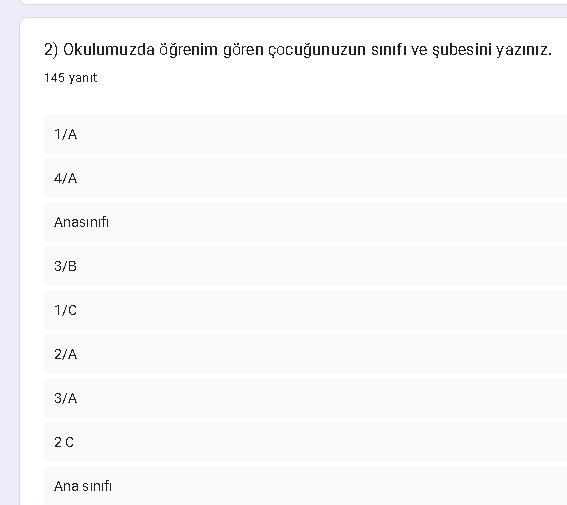 2) Okulumuzda öğrenim gören çocuğunuzun sınıfı ve şubesini yazınız.
145 yanıt
1/A
4/A
Anasınıfı
3/B
1/C
2/A
3/A
2 C
Ana sınıfı